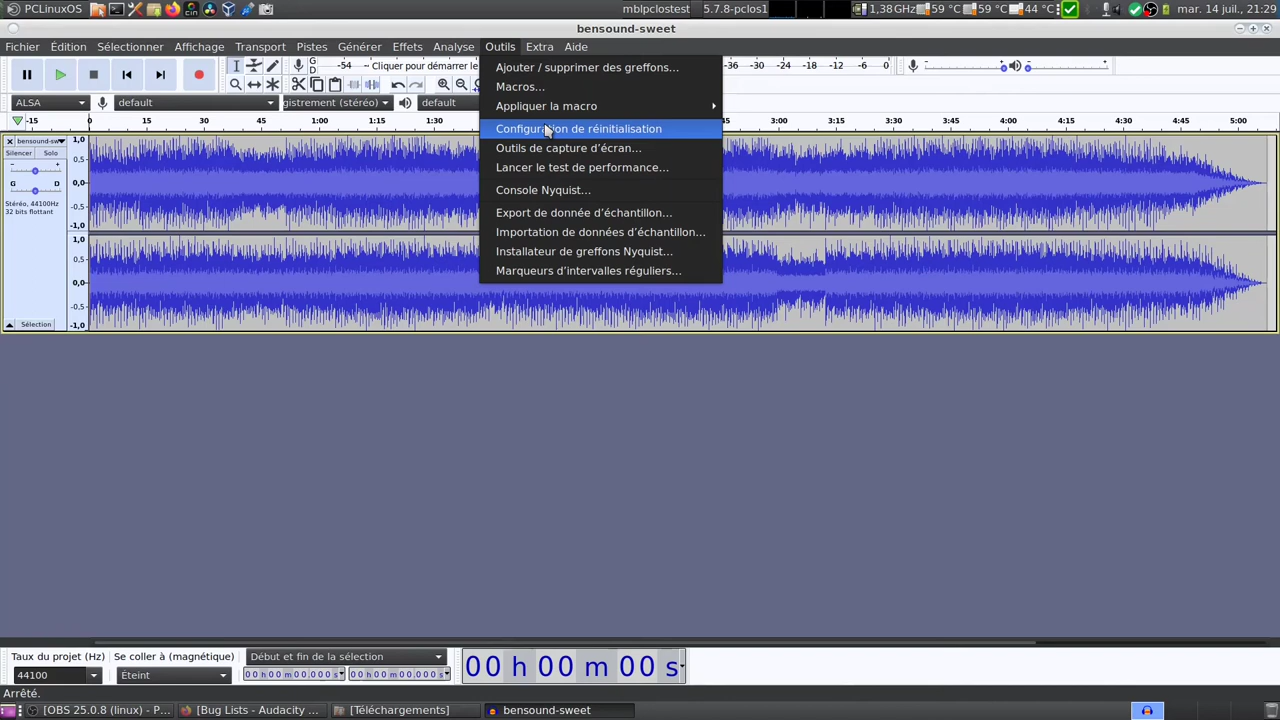 PCLinuxOS
mblpclostest
5.7.8-pclos1
1,38GHz
59 °C
59 °C
44 °C
mar. 14 juil., 21:29
bensound-sweet
Fichier Édition Sélectionner Affichage Transport Pistes Générer Effets Analyse Outils Extra Aide
G
D
-54
Cliquer pour démarrer le
-36 -30 -24 -18 -12 -6 0
ALSA
default
gistrement (stéréo)
default
Ajouter / supprimer des greffons…
Macros…
Appliquer la macro
Configuration de réinitialisation
Outils de capture d’écran…
Lancer le test de performance…
Console Nyquist…
Export de donnée d’échantillon…
Importation de données d’échantillon…
Installateur de greffons Nyquist…
Marqueurs d’intervalles réguliers…
-15 0 15 30 45 1:00 1:15 1:30 45 3:00 3:15 3:30 3:45 4:00 4:15 4:30 4:45 5:00
bensound-sw
Silencer Solo
- +
G D
Stéréo, 44100Hz
32 bits flottant
Sélection
1,0
0,5
0,0
-0,5
-1,0
1,0
0,5
0,0
-0,5
-1,0
Taux du projet (Hz)
Se coller à (magnétique)
Début et fin de la sélection
44100
Éteint
00 h 00 m 00,000 s
00 h 00 m 00,000 s
00 h 00 m 00 s
Arrêté.
[OBS 25.0.8 (linux) - P...
[Bug Lists - Audacity ...
[Téléchargements]
bensound-sweet